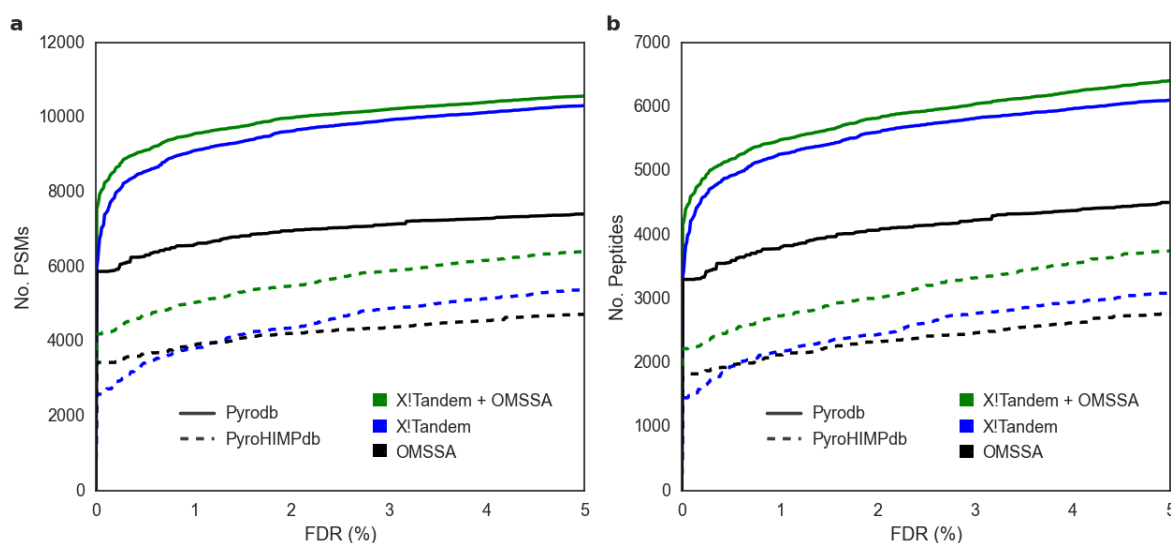 a
12000
10000
8000
6000
4000
2000
0
No. PSMs
0 1 2 3 4 5
FDR (%)
Pyrodb
PyroHIMPdb
X!Tandem + OMSSA
X!Tandem
OMSSA
b
7000
6000
5000
4000
3000
2000
1000
0
No. Peptides
0 1 2 3 4 5
FDR (%)
Pyrodb
PyroHIMPdb
X!Tandem + OMSSA
X!Tandem
OMSSA